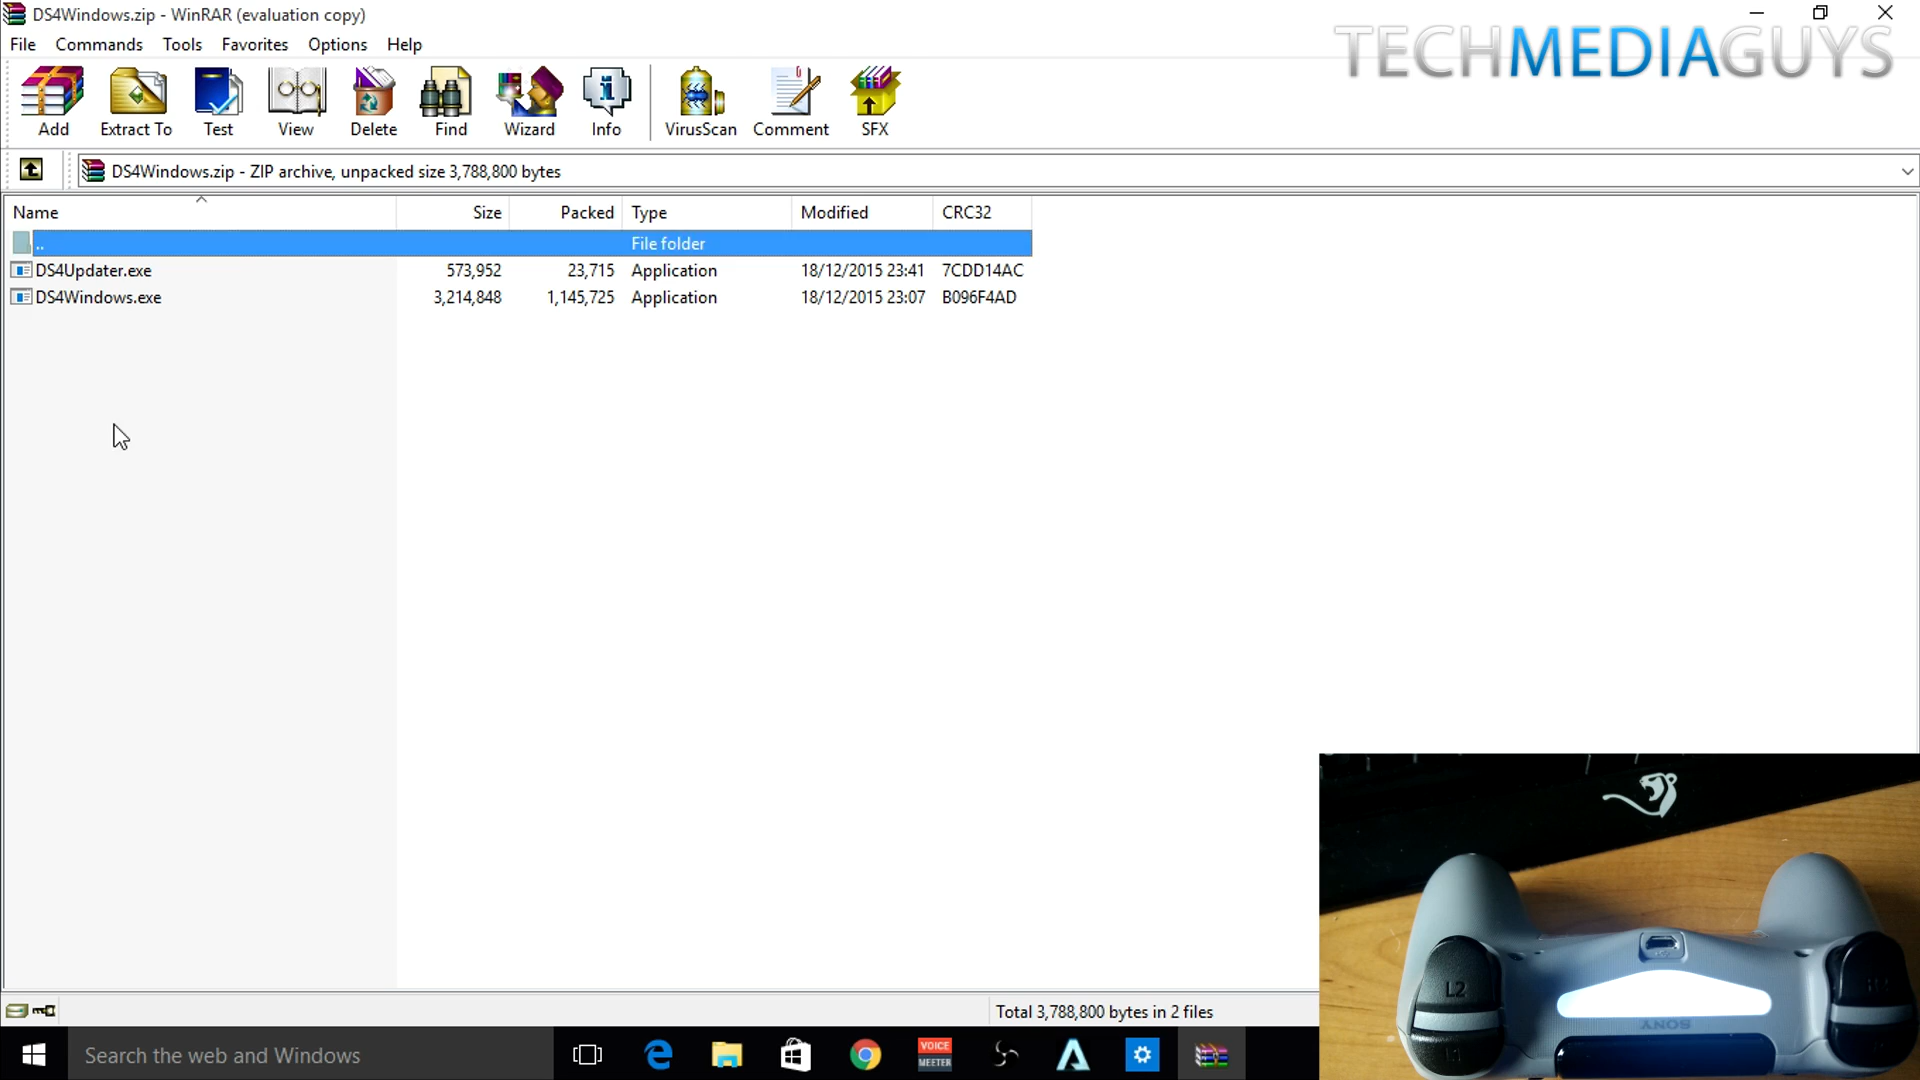 DS4Windows.zip - WinRAR (evaluation copy)
File Commands Tools Favorites Options Help
TECHMEDIAGUYS
Add Extract To Test View Delete Find Wizard Info VirusScan Comment SFX
DS4Windows.zip - ZIP archive, unpacked size 3,788,800 bytes
Name Size Packed Type Modified CRC32
.. File folder
DS4Updater.exe 573,952 23,715 Application 18/12/2015 23:41 7CDD14AC
DS4Windows.exe 3,214,848 1,145,725 Application 18/12/2015 23:07 B096F4AD
L2
SONY
L1
Total 3,788,800 bytes in 2 files
Search the web and Windows
VOICE
MEETER